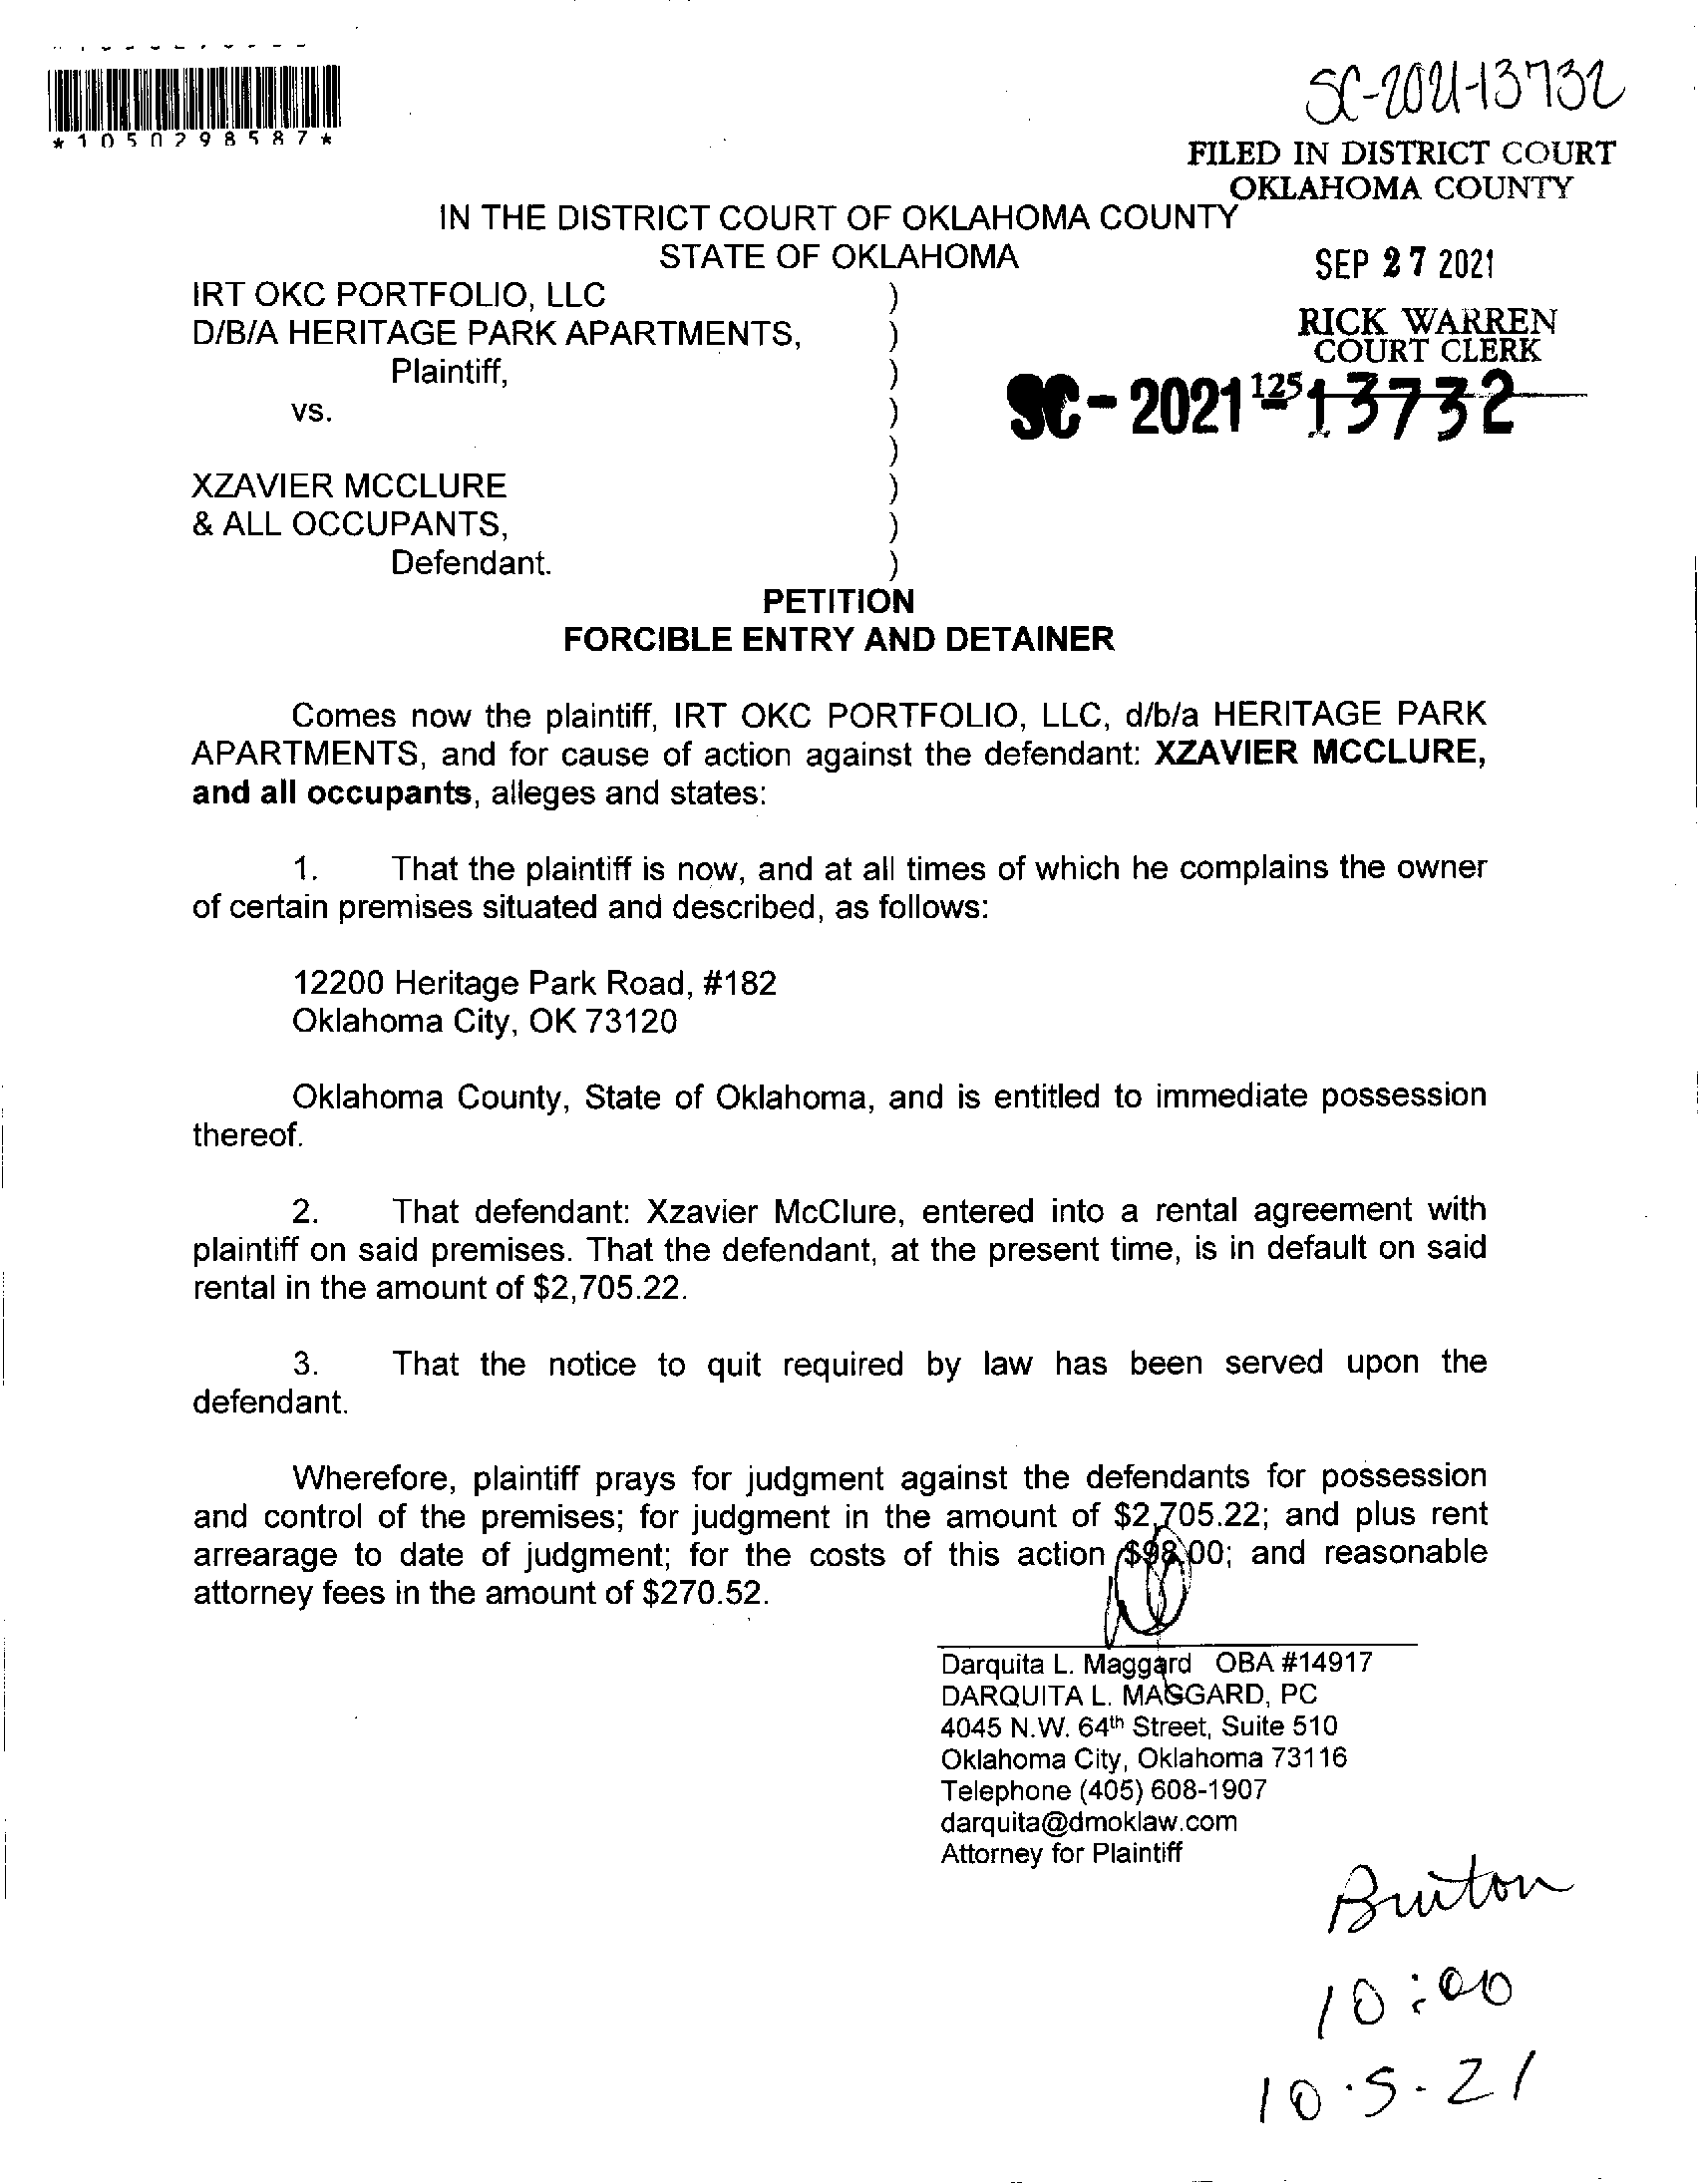 SC-2021-13732
*1050298587*
FILED IN DISTRICT COURT
OKLAHOMA COUNTY
IN THE DISTRICT COURT OF OKLAHOMA COUNTY
STATE OF OKLAHOMA
SEP 27 2021
IRT OKC PORTFOLIO, LLC )
D/B/A HERITAGE PARK APARTMENTS, )
RICK WARREN
COURT CLERK
Plaintiff, )
SC-2021 125 13732
vs. )
)
XZAVIER MCCLURE )
& ALL OCCUPANTS, )
Defendant. )
PETITION
FORCIBLE ENTRY AND DETAINER
Comes now the plaintiff, IRT OKC PORTFOLIO, LLC, d/b/a HERITAGE PARK
APARTMENTS, and for cause of action against the defendant: XZAVIER MCCLURE,
and all occupants, alleges and states:
1. That the plaintiff is now, and at all times of which he complains the owner
of certain premises situated and described, as follows:
12200 Heritage Park Road, #182
Oklahoma City, OK 73120
Oklahoma County, State of Oklahoma, and is entitled to immediate possession
thereof.
2. That defendant: Xzavier McClure, entered into a rental agreement with
plaintiff on said premises. That the defendant, at the present time, is in default on said
rental in the amount of $2,705.22.
3. That the notice to quit required by law has been served upon the
defendant.
Wherefore, plaintiff prays for judgment against the defendants for possession
and control of the premises; for judgment in the amount of $2,705.22; and plus rent
arrearage to date of judgment; for the costs of this action $98.00; and reasonable
attorney fees in the amount of $270.52.
Darquita L. Maggard OBA #14917
DARQUITA L. MAGGARD, PC
4045 N.W. 64th Street, Suite 510
Oklahoma City, Oklahoma 73116
Telephone (405) 608-1907
darquita@dmoklaw.com
Attorney for Plaintiff
10:00
10.5.21